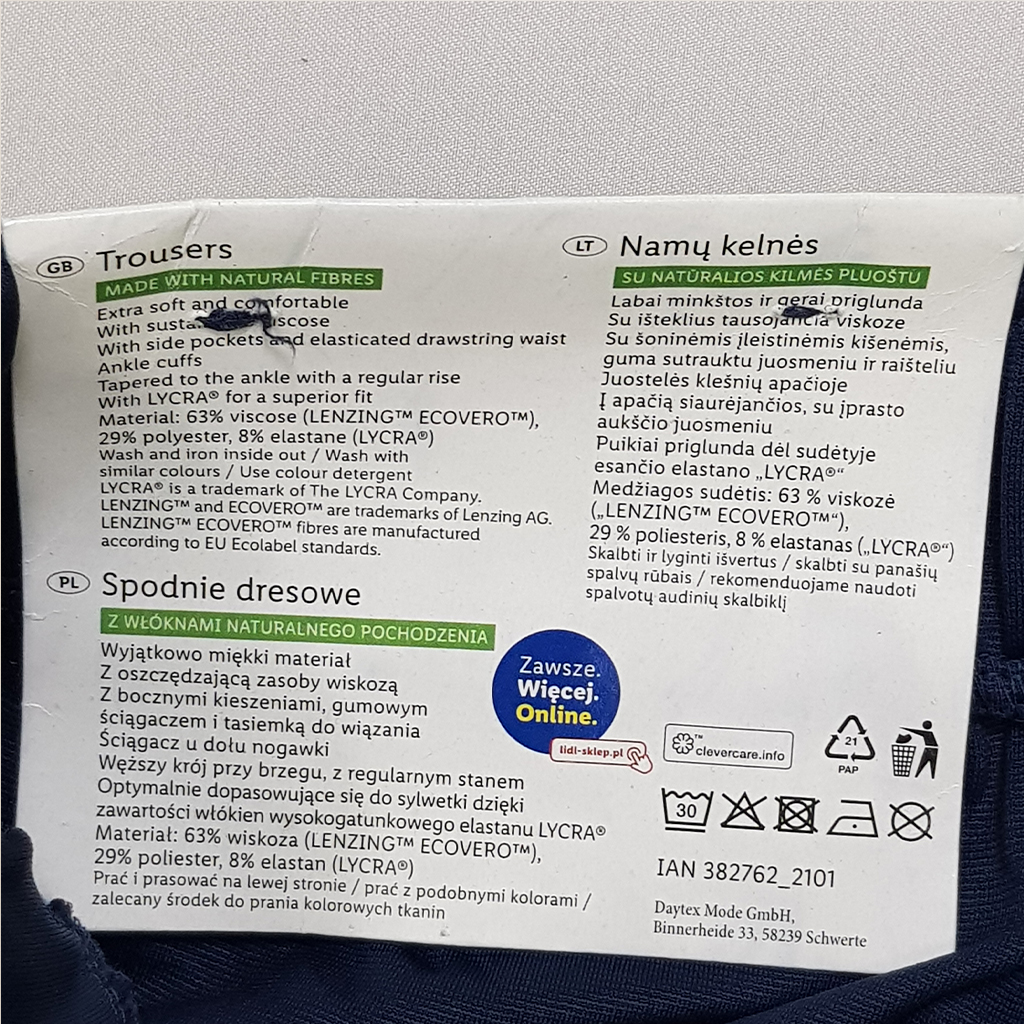 GB Trousers
MADE WITH NATURAL FIBRES
Extra soft and comfortable
With
With side pockets and elasticated drawstring waist
Ankle cuffs
Tapered to the ankle with a regular rise
With LYCRA® for a superior fit
Material: 63% viscose (LENZING™ ECOVERO™),
29% polyester, 8% elastane (LYCRA®)
Wash and iron inside out / Wash with
similar colours / Use colour detergent
LYCRA® is a trademark of The LYCRA Company.
LENZING™ and ECOVERO™ are trademarks of Lenzing AG.
LENZING™ ECOVERO™ fibres are manufactured
according to EU Ecolabel standards.
LT Namų kelnės
SU NATŪRALIOS KILMĖS PLUOŠTU
Labai minkštos ir gerai priglunda
Su išteklius tausojančia viskoze
Su šoninėmis įleistinėmis kišenėmis,
guma sutrauktu juosmeniu ir raišteliu
Juostelės klešnių apačioje
Į apačią siaurėjančios, su įprasto
aukščio juosmeniu
Puikiai priglunda dėl sudėtyje
esančio elastano „LYCRA®“
Medžiagos sudėtis: 63 % viskozė
(„LENZING™ ECOVERO™“),
29 % poliesteris, 8 % elastanas („LYCRA®“)
Skalbti ir lyginti išvertus / skalbti su panašių
spalvų rūbais / rekomenduojame naudoti
spalvotų audinių skalbiklį
PL Spodnie dresowe
Z WŁÓKNAMI NATURALNEGO POCHODZENIA
Wyjątkowo miękki materiał
Z oszczędzającą zasoby wiskozą
Z bocznymi kieszeniami, gumowym
ściągaczem i tasiemką do wiązania
Ściągacz u dołu nogawki
Węższy krój przy brzegu, z regularnym stanem
Optymalnie dopasowujące się do sylwetki dzięki
zawartości włókien wysokogatunkowego elastanu LYCRA®
Materiał: 63% wiskoza (LENZING™ ECOVERO™),
29% poliester, 8% elastan (LYCRA®)
Prać i prasować na lewej stronie / prać z podobnymi kolorami /
zalecany środek do prania kolorowych tkanin
Zawsze.
Więcej.
Online.
lidl-sklep.pl
™ clevercare.info
21
PAP
30
IAN 382762_2101
Daytex Mode GmbH,
Binnerheide 33, 58239 Schwerte